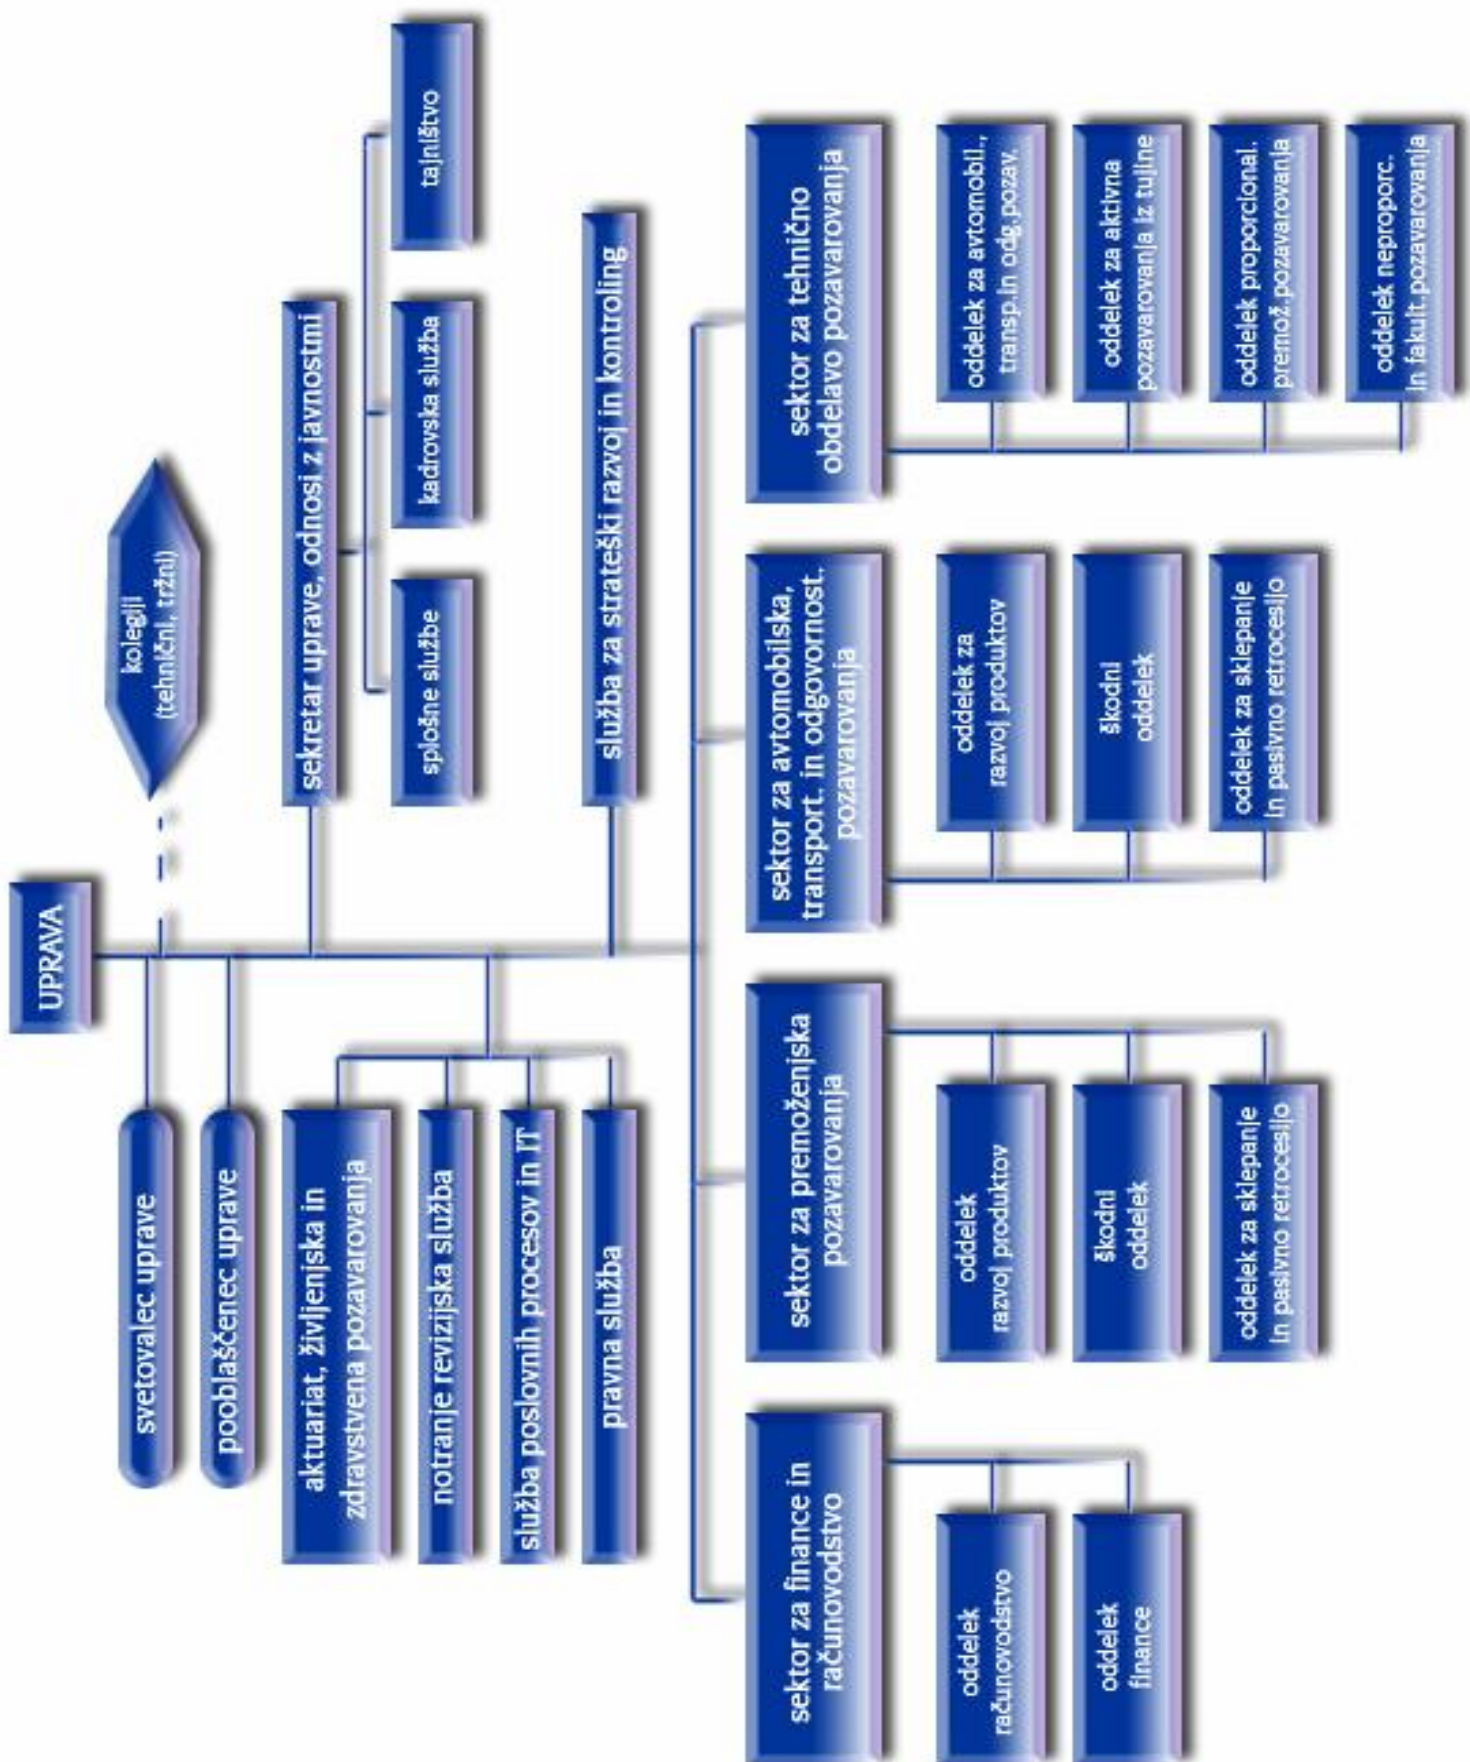 UPRAVA
kolegiji
(tehnični, tržni)
svetovalec uprave
pooblaščenec uprave
sekretar uprave, odnosi z javnostmi
splošne službe
kadrovska služba
tajništvo
aktuariat, življenjska in
zdravstvena pozavarovanja
notranje revizijska služba
služba poslovnih procesov in IT
pravna služba
služba za strateški razvoj in kontroling
sektor za finance in
računovodstvo
oddelek
računovodstvo
oddelek
finance
sektor za premoženjska
pozavarovanja
oddelek
razvoj produktov
škodni
oddelek
oddelek za sklepanje
in pasivno retrocesijo
sektor za avtomobilska,
transport. in odgovornost.
pozavarovanja
oddelek za
razvoj produktov
škodni
oddelek
oddelek za sklepanje
in pasivno retrocesijo
sektor za tehnično
obdelavo pozavarovanja
oddelek za avtomobil.,
transp.in odg.pozav.
oddelek za aktivna
pozavarovanja iz tujine
oddelek proporcional.
premož.pozavarovanja
oddelek neproporc.
in fakult.pozavarovanja